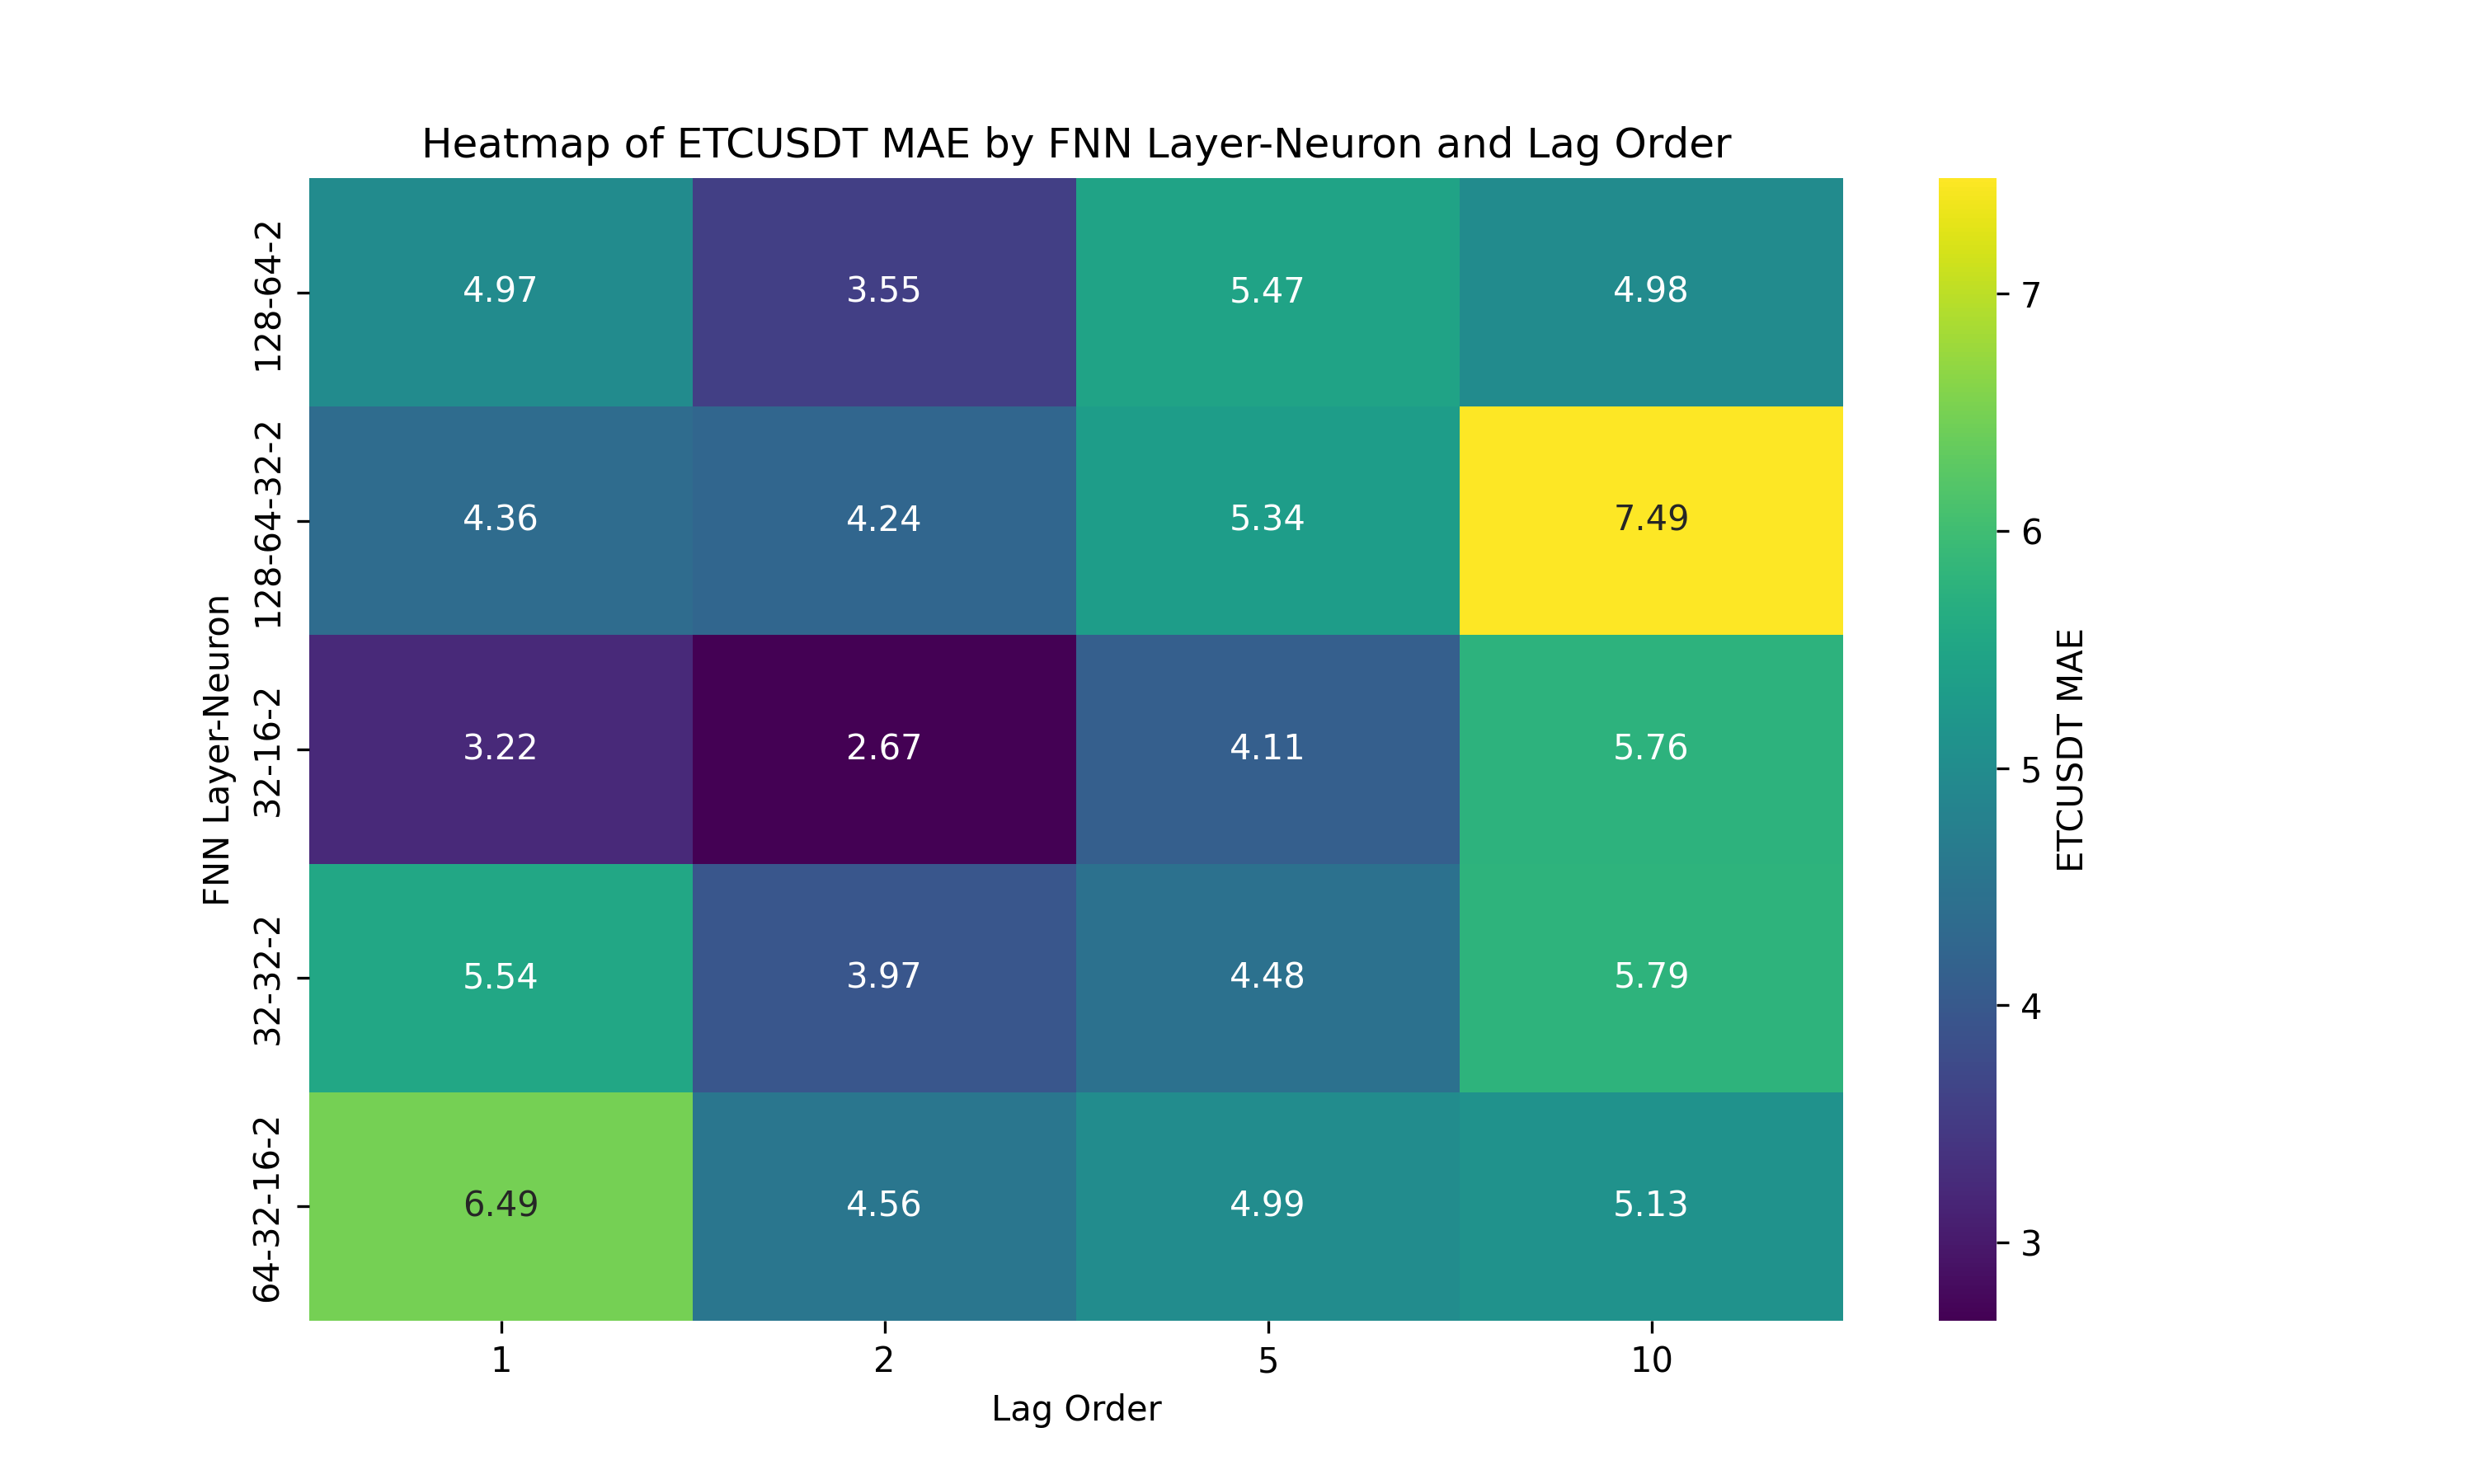 Heatmap of ETCUSDT MAE by FNN Layer-Neuron and Lag Order
FNN Layer-Neuron
128-64-2
4.97 3.55 5.47 4.98
128-64-32-2
4.36 4.24 5.34 7.49
32-16-2
3.22 2.67 4.11 5.76
32-32-2
5.54 3.97 4.48 5.79
64-32-16-2
6.49 4.56 4.99 5.13
1 2 5 10
Lag Order
7
6
5
4
3
ETCUSDT MAE